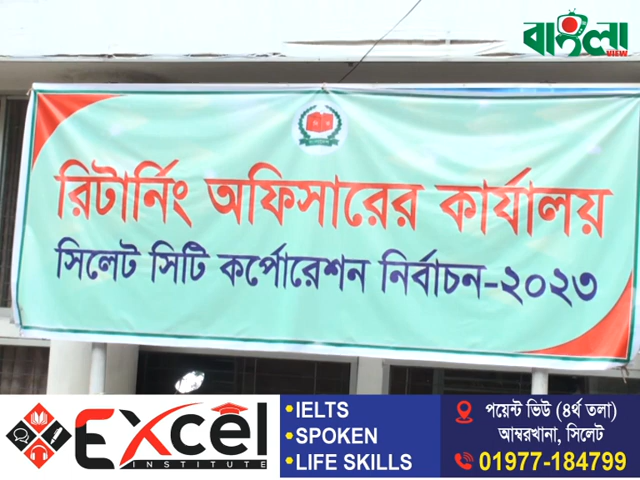 বাংলা
VIEW
রিটার্নিং অফিসারের কার্যালয়
সিলেট সিটি কর্পোরেশন নির্বাচন-২০২৩
EXCEL
INSTITUTE
•IELTS
•SPOKEN
•LIFE SKILLS
পয়েন্ট ভিউ (৪র্থ তলা)
আম্বরখানা, সিলেট
01977-184799